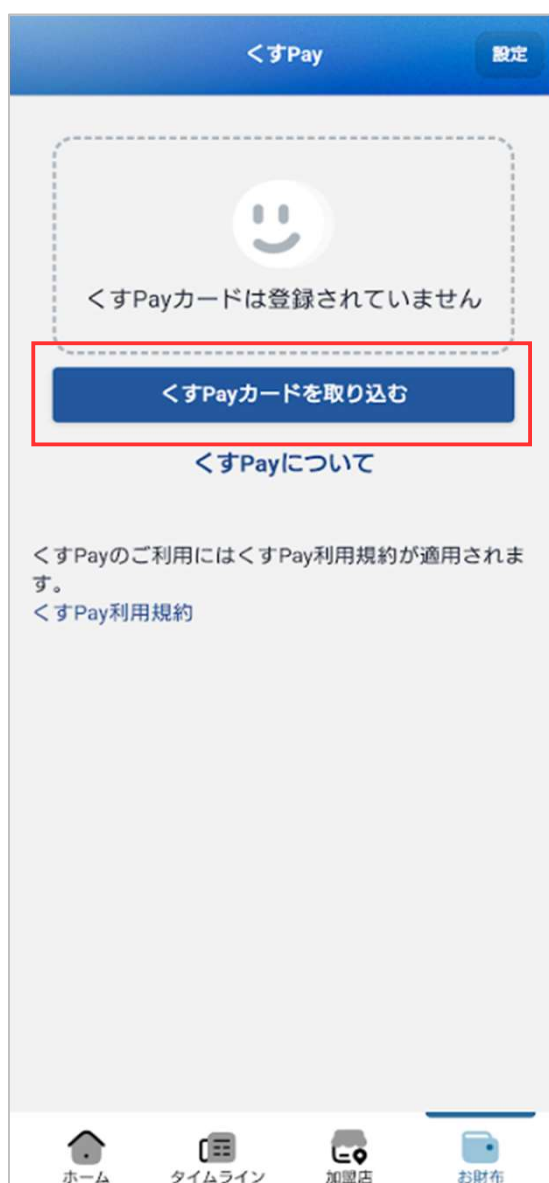 くすPay
設定
くすPayカードは登録されていません
くすPayカードを取り込む
くすPayについて
くすPayのご利用にはくすPay利用規約が適用されま
す。
くすPay利用規約
ホーム
タイムライン
加盟店
お財布